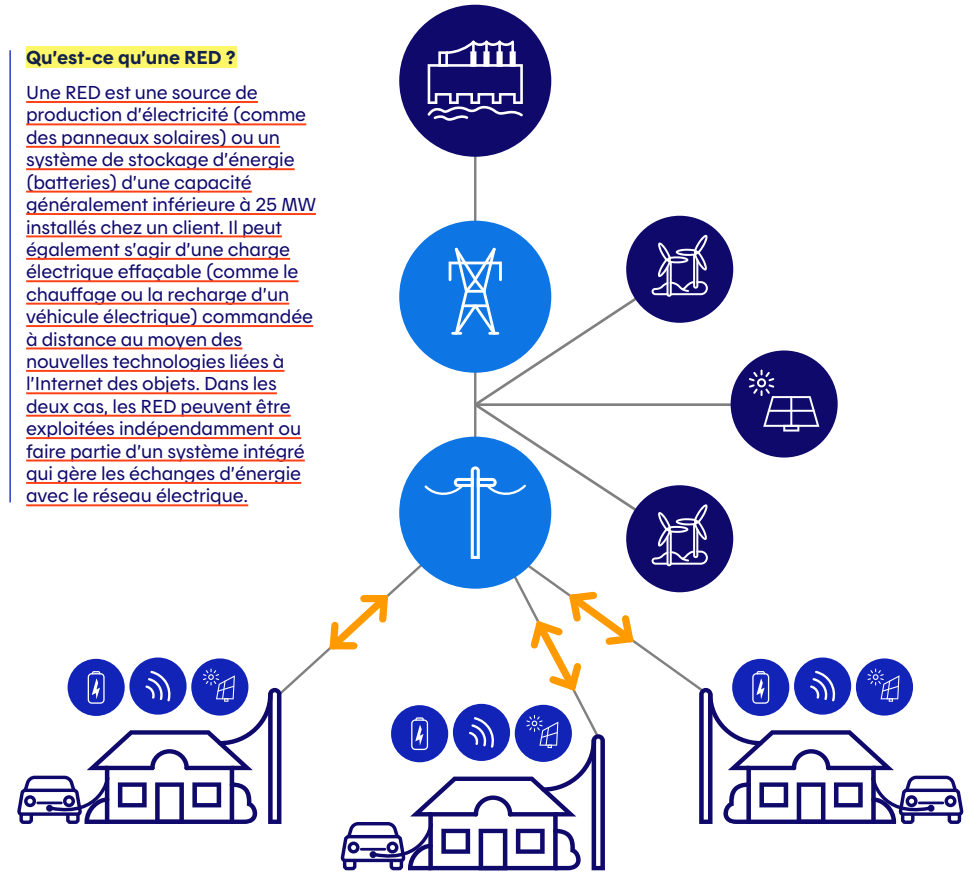 Qu'est-ce qu'une RED ?
Une RED est une source de
production d'électricité (comme
des panneaux solaires) ou un
système de stockage d'énergie
(batteries) d'une capacité
généralement inférieure à 25 MW
installés chez un client. Il peut
également s'agir d'une charge
électrique effaçable (comme le
chauffage ou la recharge d'un
véhicule électrique) commandée
à distance au moyen des
nouvelles technologies liées à
l'Internet des objets. Dans les
deux cas, les RED peuvent être
exploitées indépendamment ou
faire partie d'un système intégré
qui gère les échanges d'énergie
avec le réseau électrique.